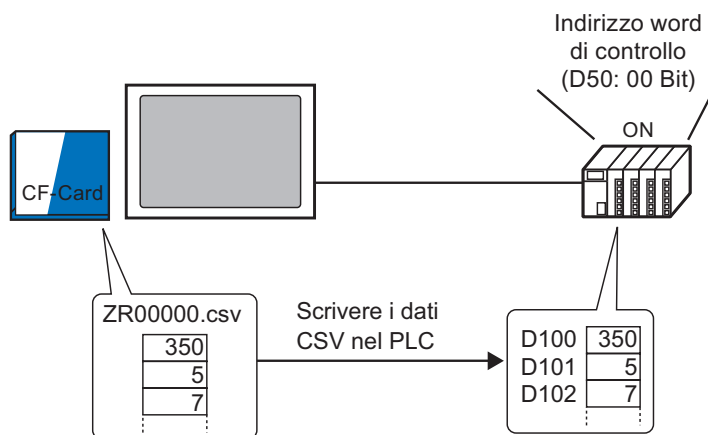 Indirizzo word
di controllo
(D50: 00 Bit)
ON
CF-Card
ZR00000.csv
350
5
7
Scrivere i dati
CSV nel PLC
D100 350
D101 5
D102 7